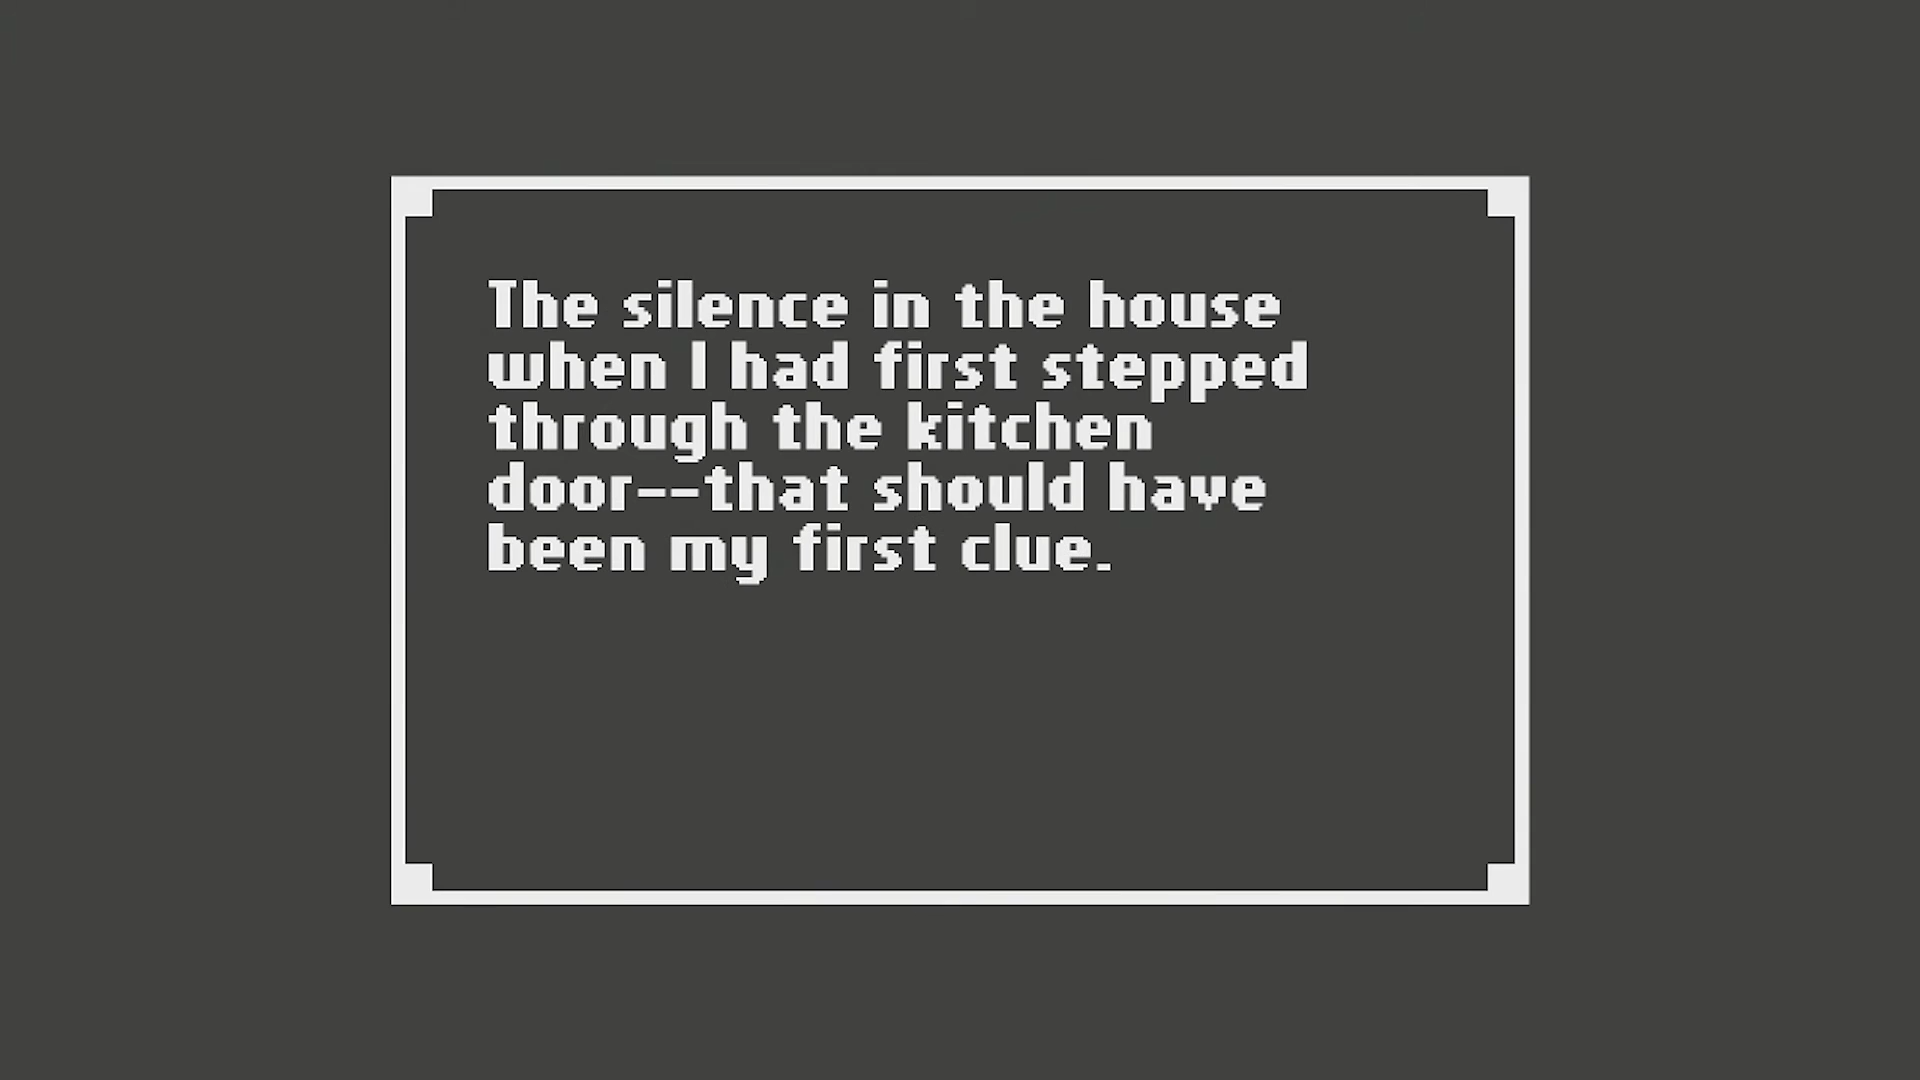 The silence in the house
when I had first stepped
through the kitchen
door--that should have
been my first clue.